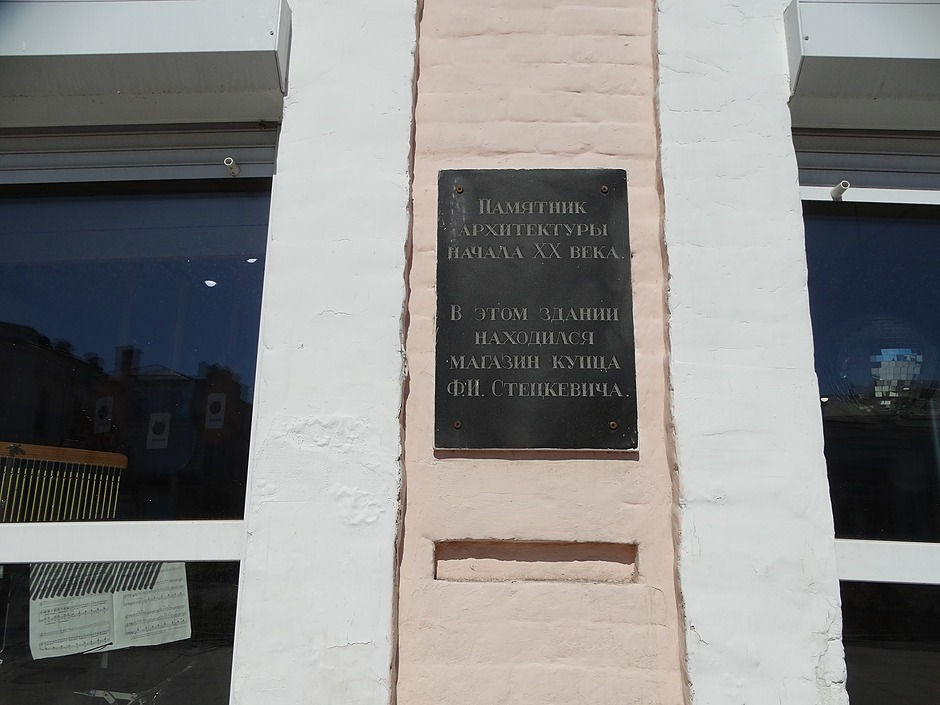 Памятник
архитектуры
начала XX века.
В этом здании
находился
магазин купца
Ф.И. Стецкевича.